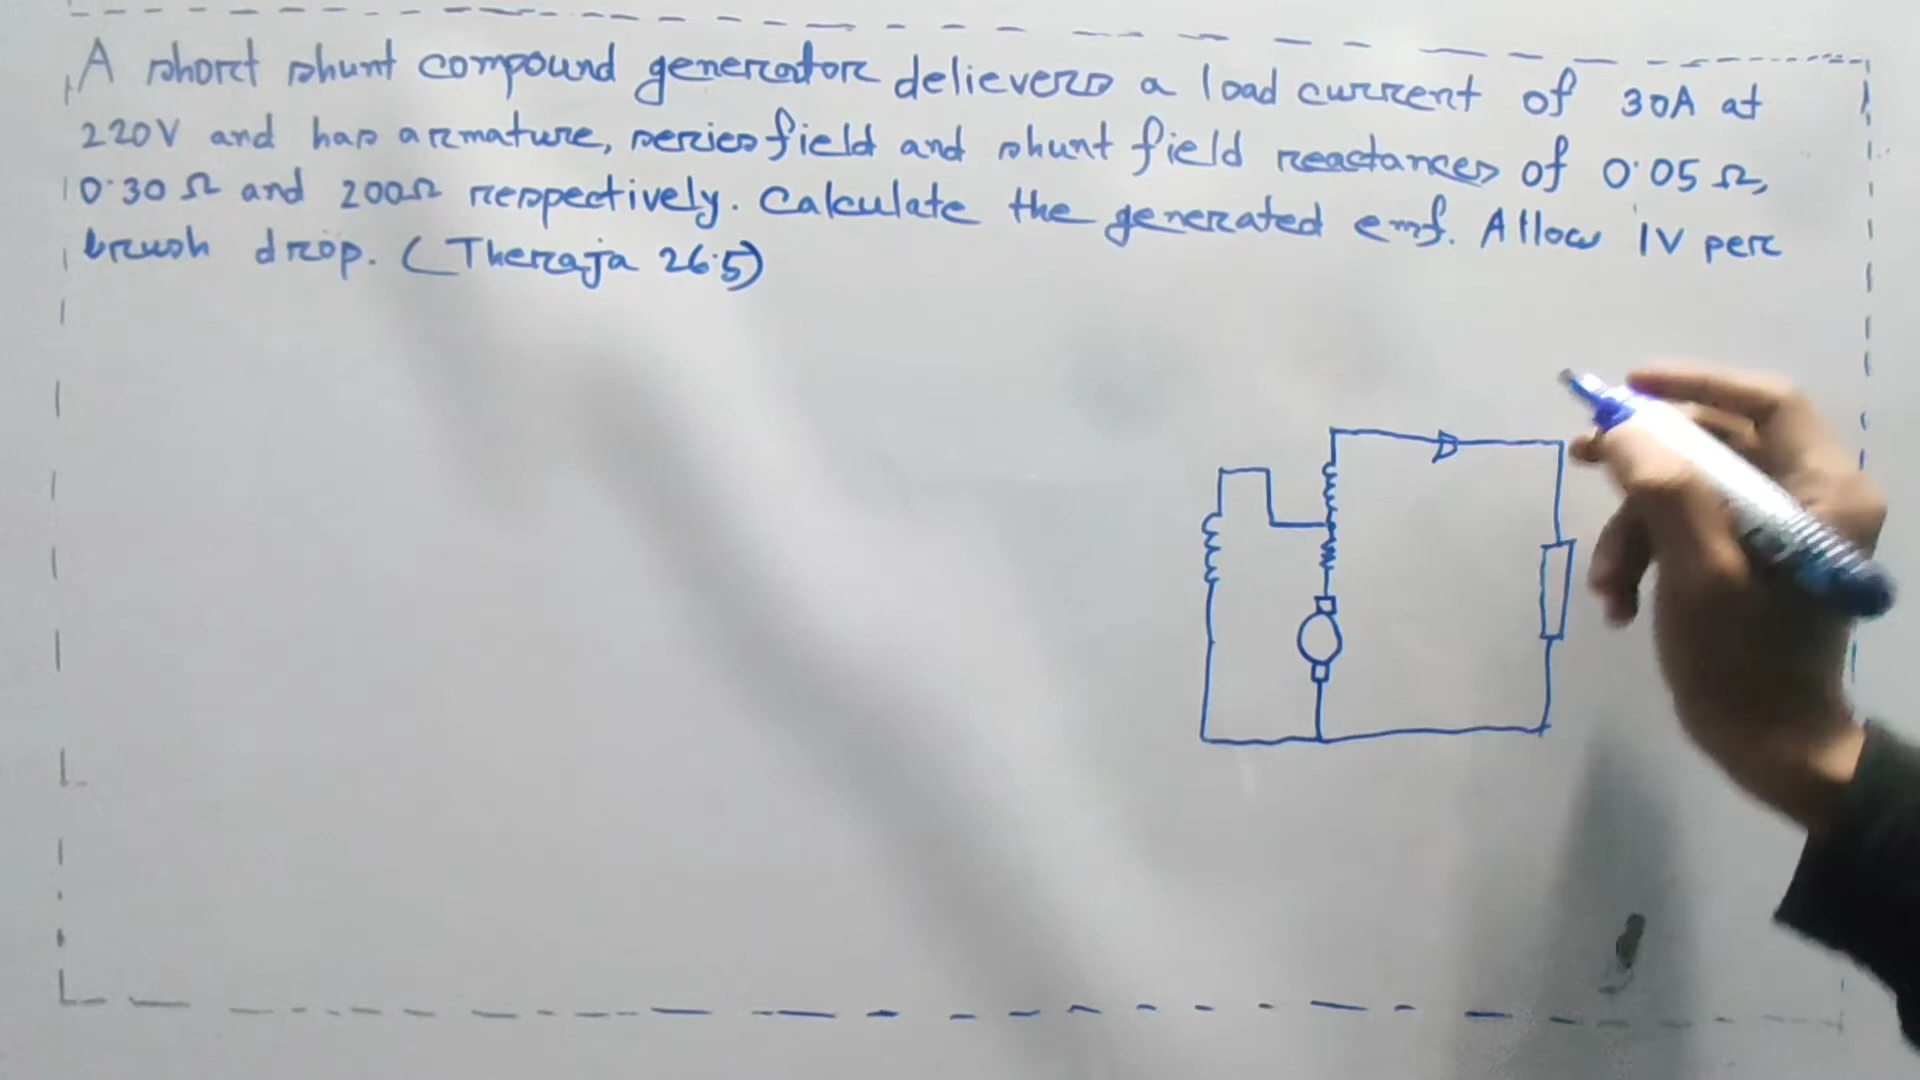 A short shunt compound generator delievers a load current of 30A at
220V and has armature, series field and shunt field reactances of 0.05 Ω,
0.30 Ω and 200Ω respectively. Calculate the generated emf. Allow 1V per
brush drop. (Theraja 26.5)